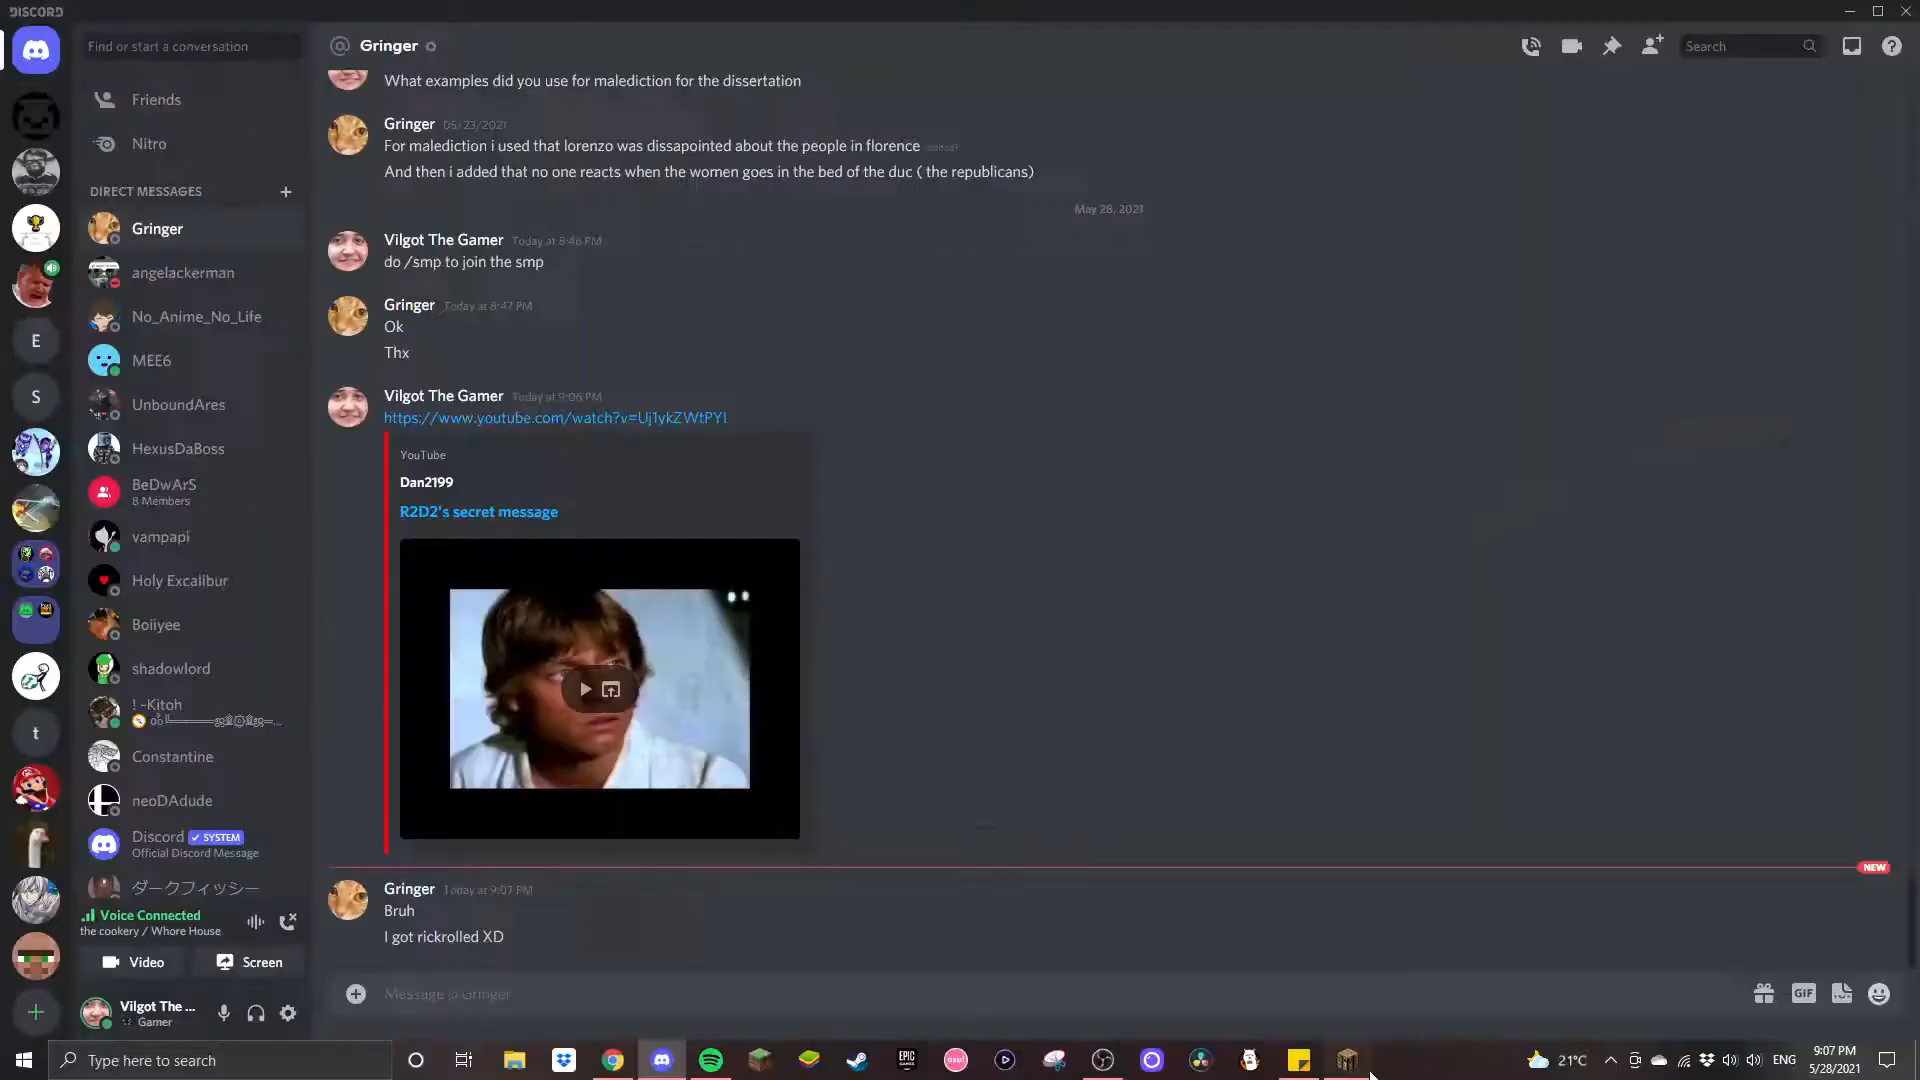 DISCORD
Find or start a conversation
Friends
Nitro
DIRECT MESSAGES
Gringer
angelackerman
No_Anime_No_Life
MEE6
UnboundAres
HexusDaBoss
BeDwArS
8 Members
vampapi
Holy Excalibur
Boiiyee
shadowlord
! -Kitoh
Constantine
neoDAdude
Discord ✓ SYSTEM
Official Discord Message
ダークフィッシー
Voice Connected
the cookery / Whore House
Video
Screen
Vilgot The ...
Gamer
E
S
t
Gringer
Search
What examples did you use for malediction for the dissertation
Gringer 05/23/2021
For malediction i used that lorenzo was dissapointed about the people in florence (edited)
And then i added that no one reacts when the women goes in the bed of the duc ( the republicans)
May 28, 2021
Vilgot The Gamer Today at 8:46 PM
do /smp to join the smp
Gringer Today at 8:47 PM
Ok
Thx
Vilgot The Gamer Today at 9:06 PM
https://www.youtube.com/watch?v=Uj1ykZWtPYI
YouTube
Dan2199
R2D2's secret message
NEW
Gringer Today at 9:07 PM
Bruh
I got rickrolled XD
Message @Gringer
GIF
Type here to search
EPIC GAMES
osu!
21°C
ENG
9:07 PM
5/28/2021